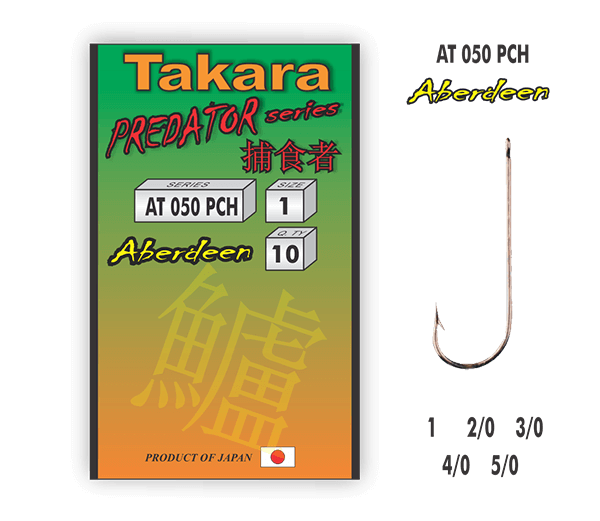 Takara
PREDATOR series
捕食者
SERIES
AT 050 PCH
SIZE
1
Aberdeen
Q.TY
10
鱸
PRODUCT OF JAPAN
AT 050 PCH
Aberdeen
1 2/0 3/0
4/0 5/0